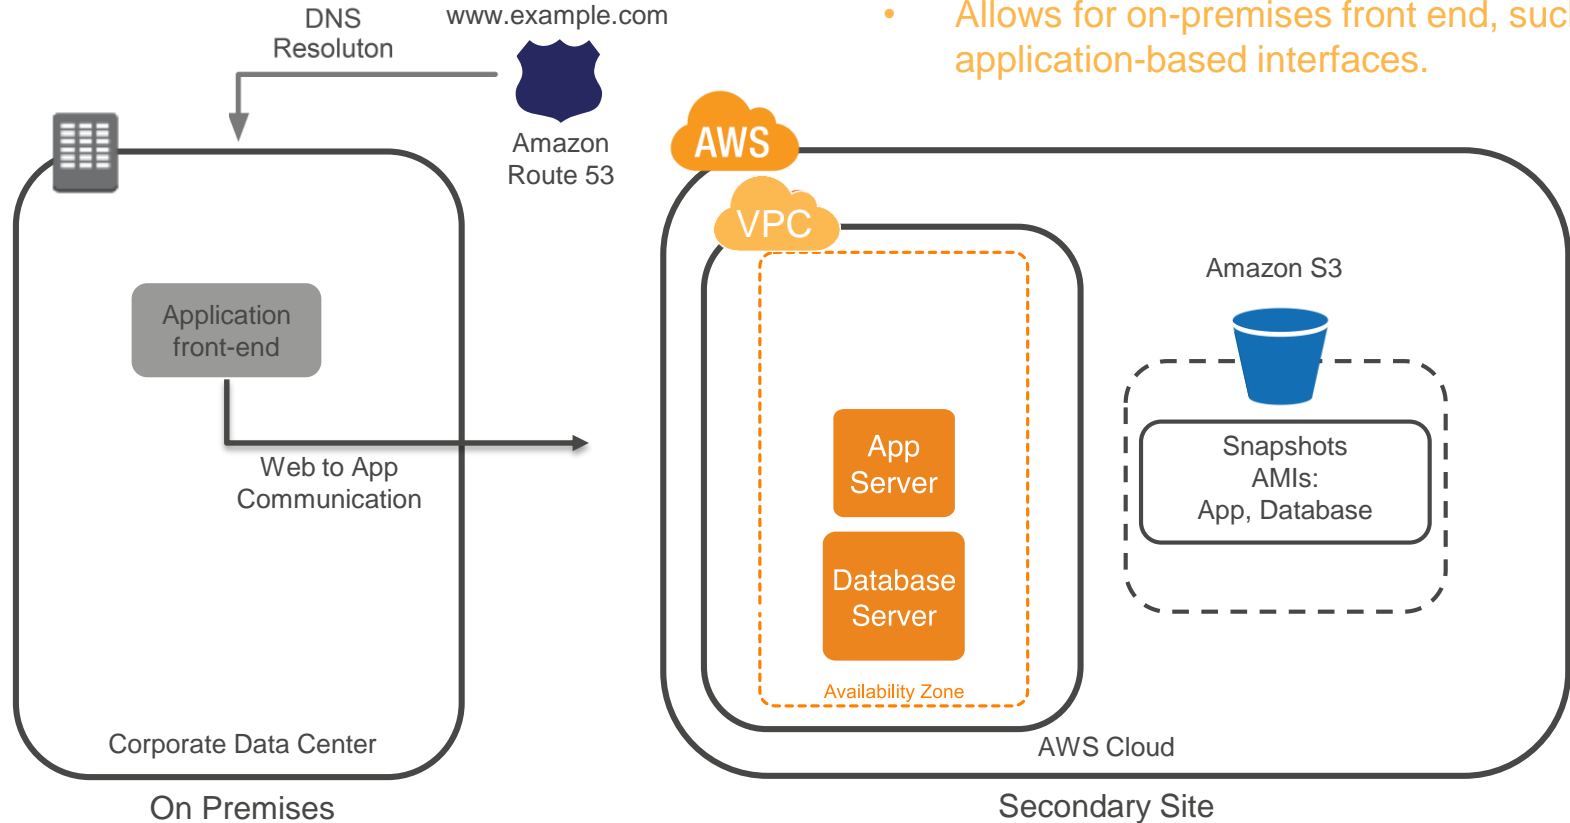 DNS
Resoluton
www.example.com
• Allows for on-premises front end, such
application-based interfaces.
Amazon
Route 53
AWS
VPC
Application
front-end
Web to App
Communication
App
Server
Database
Server
Availability Zone
Amazon S3
Snapshots
AMIs:
App, Database
Corporate Data Center
AWS Cloud
On Premises
Secondary Site